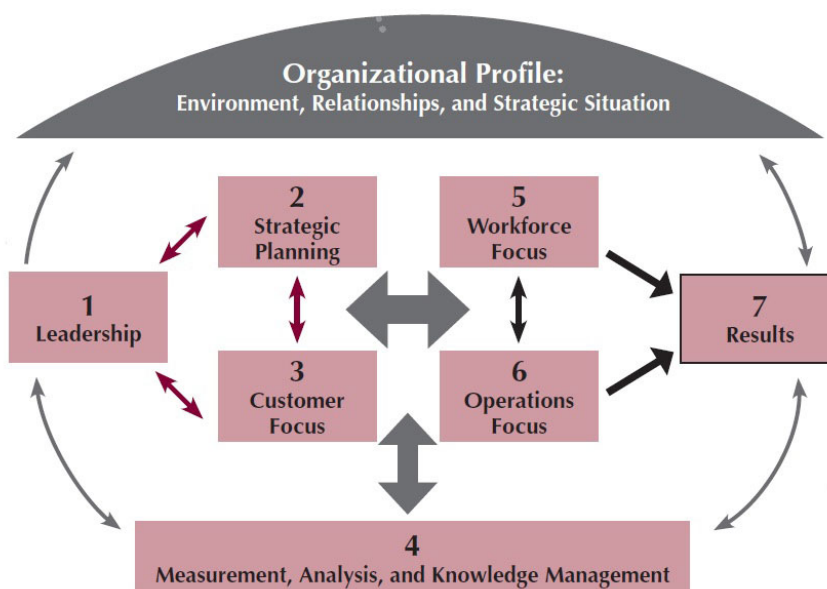 Organizational Profile:
Environment, Relationships, and Strategic Situation
2
Strategic
Planning
5
Workforce
Focus
1
Leadership
7
Results
3
Customer
Focus
6
Operations
Focus
4
Measurement, Analysis, and Knowledge Management